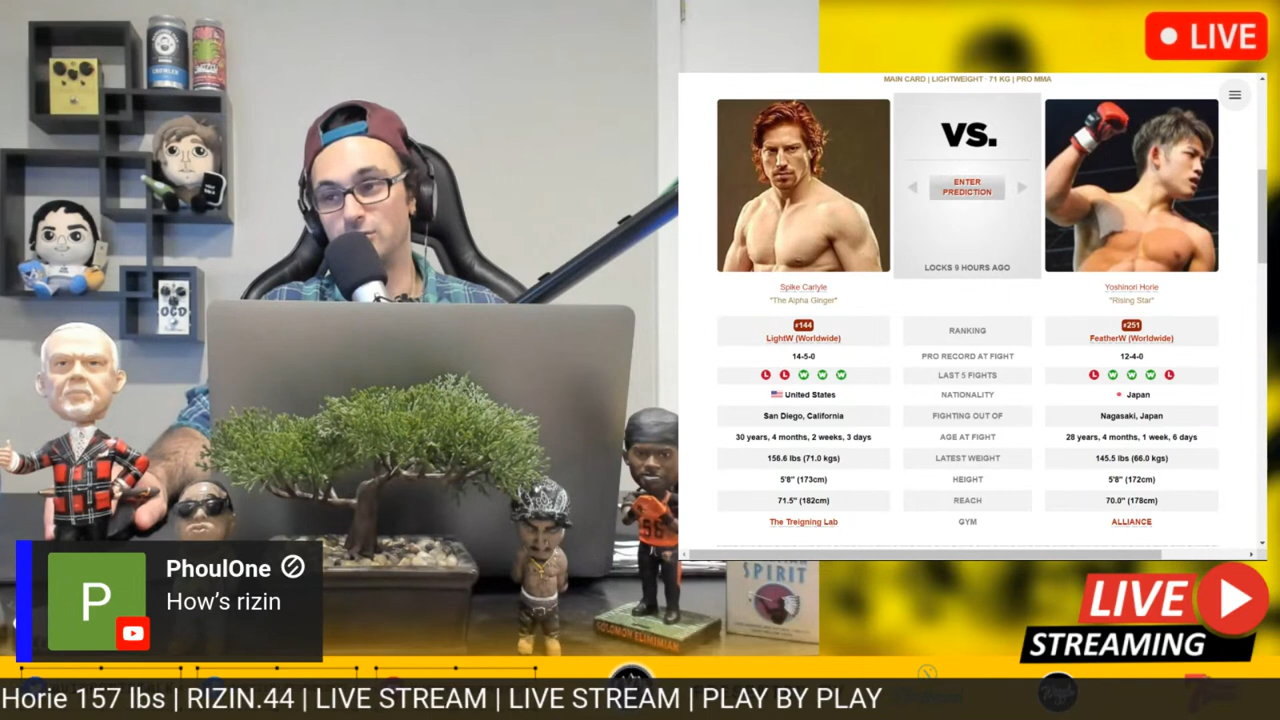 LIVE
MAIN CARD | LIGHTWEIGHT · 71 KG | PRO MMA
VS.
ENTER
PREDICTION
LOCKS 9 HOURS AGO
Spike Carlyle
"The Alpha Ginger"
Yoshinori Horie
"Rising Star"
#144
LightW (Worldwide)
RANKING
#251
FeatherW (Worldwide)
14-5-0
PRO RECORD AT FIGHT
12-4-0
L L W W W
LAST 5 FIGHTS
L W W W L
United States
NATIONALITY
Japan
San Diego, California
FIGHTING OUT OF
Nagasaki, Japan
30 years, 4 months, 2 weeks, 3 days
AGE AT FIGHT
28 years, 4 months, 1 week, 6 days
156.6 lbs (71.0 kgs)
LATEST WEIGHT
145.5 lbs (66.0 kgs)
5'8" (173cm)
HEIGHT
5'8" (172cm)
71.5" (182cm)
REACH
70.0" (178cm)
The Treigning Lab
GYM
ALLIANCE
OCD
SPIRIT
SOLOMON ELIMIMIAN
P
PhoulOne
How's rizin
LIVE
STREAMING
Horie 157 lbs | RIZIN.44 | LIVE STREAM | LIVE STREAM | PLAY BY PLAY